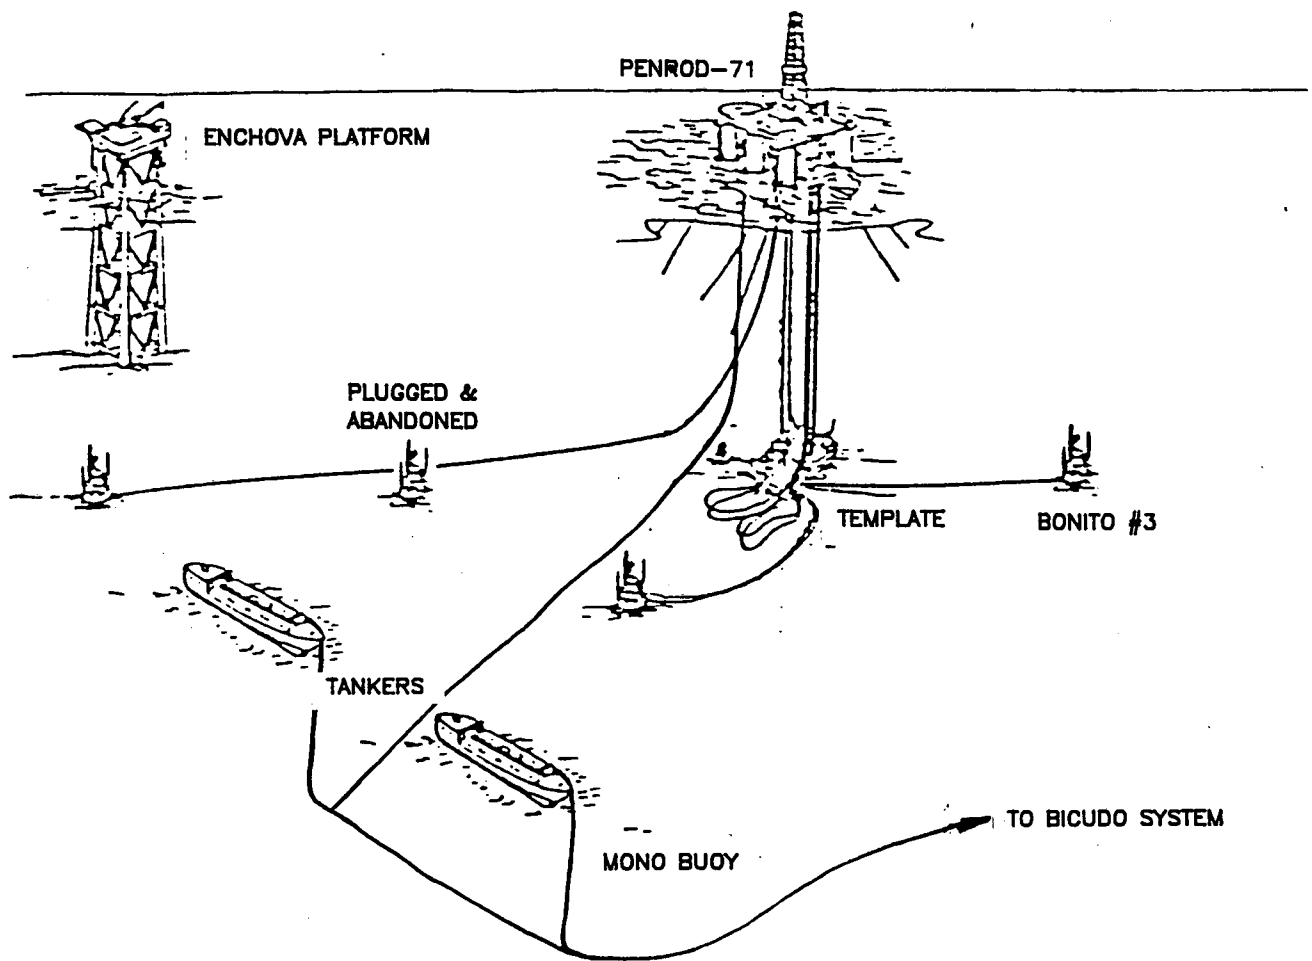 PENROD-71
ENCHOVA PLATFORM
PLUGGED &
ABANDONED
TEMPLATE
BONITO #3
TANKERS
TO BICUDO SYSTEM
MONO BUOY